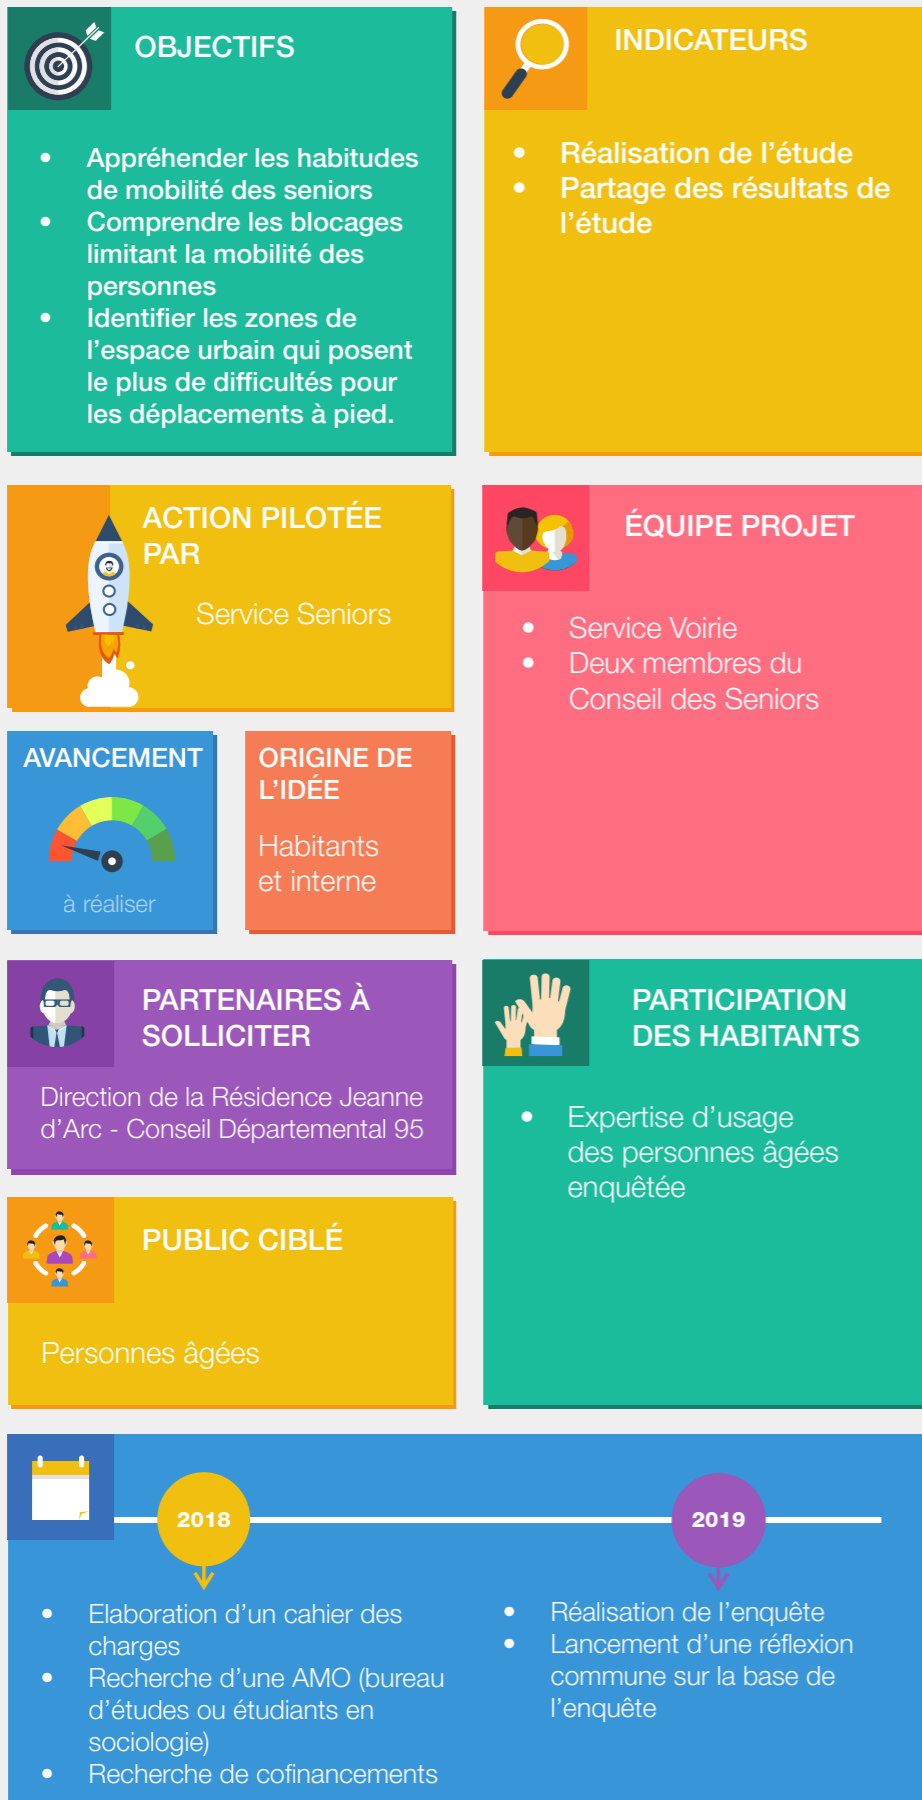 OBJECTIFS
• Appréhender les habitudes
de mobilité des seniors
• Comprendre les blocages
limitant la mobilité des
personnes
• Identifier les zones de
l’espace urbain qui posent
le plus de difficultés pour
les déplacements à pied.
INDICATEURS
• Réalisation de l’étude
• Partage des résultats de
l’étude
ACTION PILOTÉE
PAR
Service Seniors
ÉQUIPE PROJET
• Service Voirie
• Deux membres du
Conseil des Seniors
AVANCEMENT
à réaliser
ORIGINE DE
L’IDÉE
Habitants
et interne
PARTENAIRES À
SOLLICITER
Direction de la Résidence Jeanne
d’Arc - Conseil Départemental 95
PARTICIPATION
DES HABITANTS
• Expertise d’usage
des personnes âgées
enquêtée
PUBLIC CIBLÉ
Personnes âgées
2018
• Elaboration d’un cahier des
charges
• Recherche d’une AMO (bureau
d’études ou étudiants en
sociologie)
• Recherche de cofinancements
2019
• Réalisation de l’enquête
• Lancement d’une réflexion
commune sur la base de
l’enquête